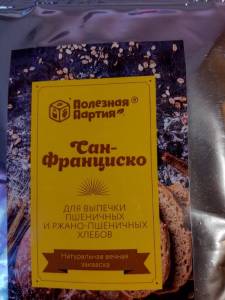 Полезная®
Партия
Сан-
Франциско
ДЛЯ ВЫПЕЧКИ
ПШЕНИЧНЫХ
И РЖАНО-ПШЕНИЧНЫХ
ХЛЕБОВ
Натуральная вечная
закваска